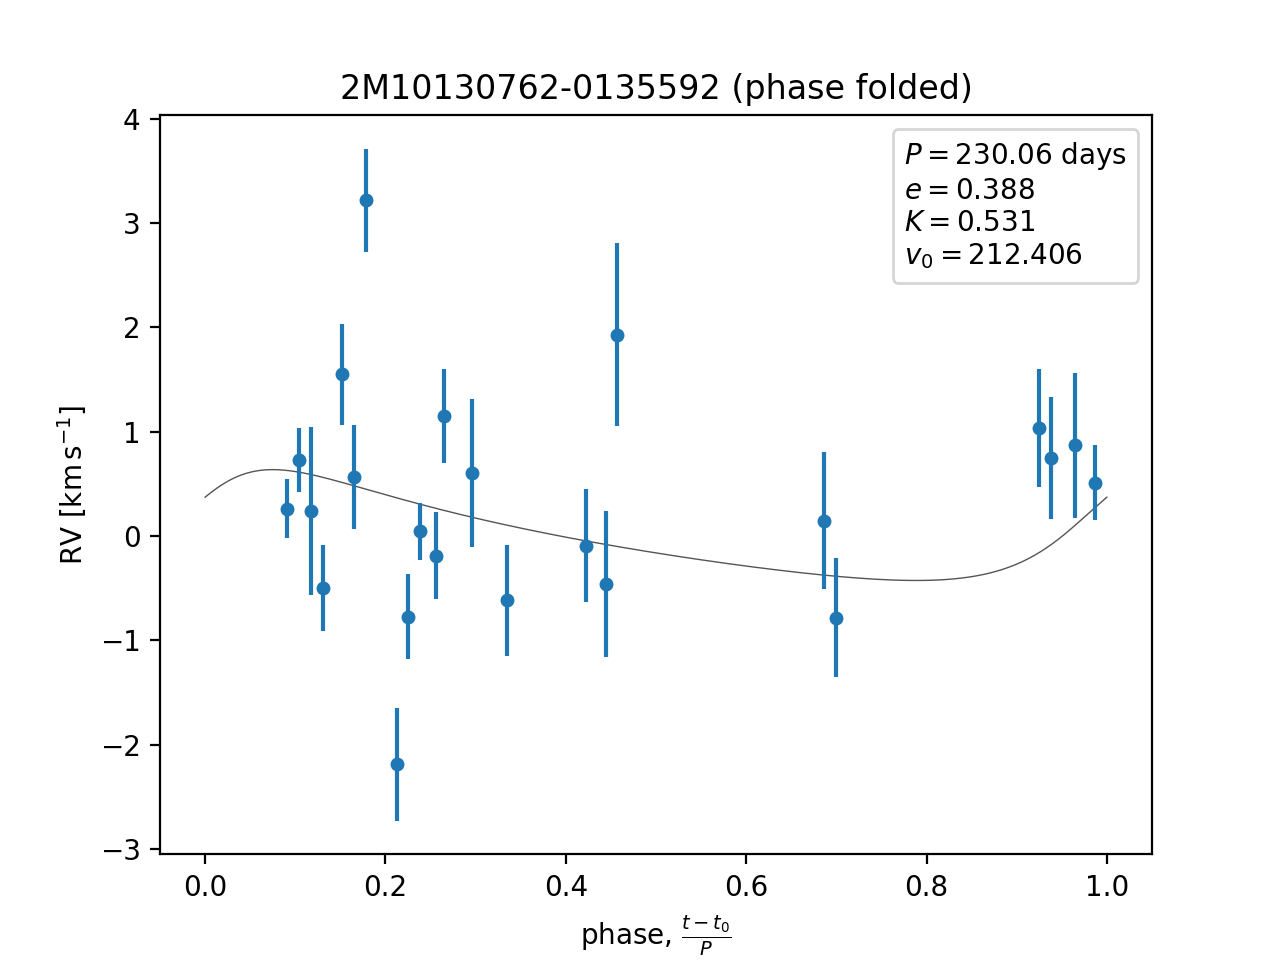 2M10130762-0135592 (phase folded)
P = 230.06 days
e = 0.388
K = 0.531
v₀ = 212.406
4
3
2
1
0
−1
−2
−3
RV [km s⁻¹]
0.0 0.2 0.4 0.6 0.8 1.0
phase, (t − t₀)/P